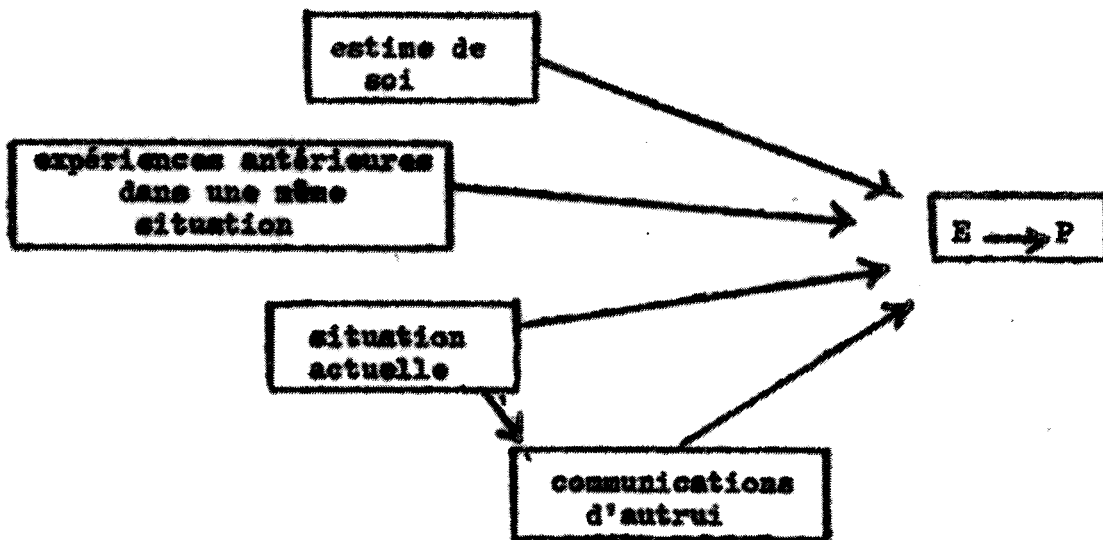 estime de
soi
expériences antérieures
dans une même
situation
E → P
situation
actuelle
communications
d'autrui